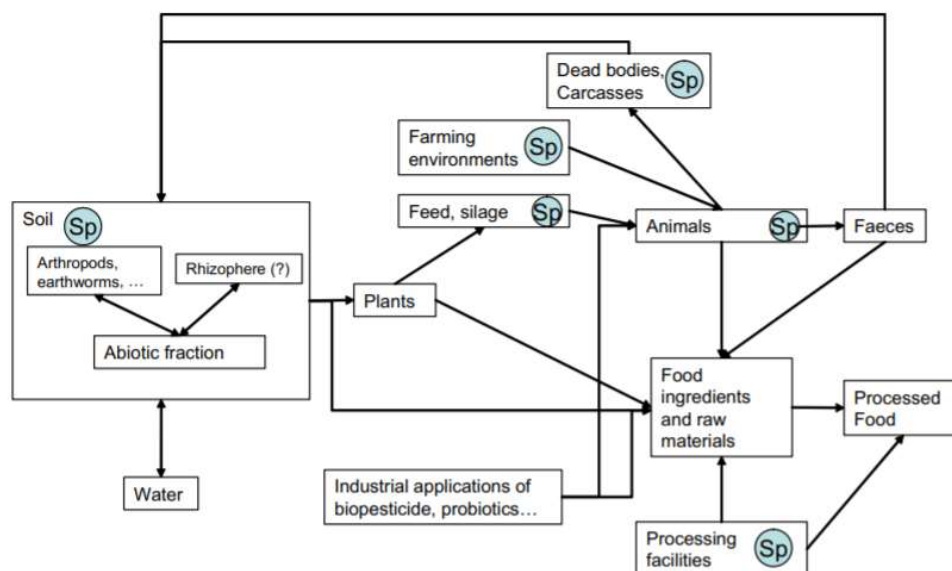 Dead bodies,
Carcasses
Sp
Farming
environments
Sp
Soil
Sp
Feed, silage
Sp
Animals
Sp
Faeces
Arthropods,
earthworms, …
Rhizophere (?)
Plants
Abiotic fraction
Food
ingredients
and raw
materials
Processed
Food
Water
Industrial applications of
biopesticide, probiotics…
Processing
facilities
Sp